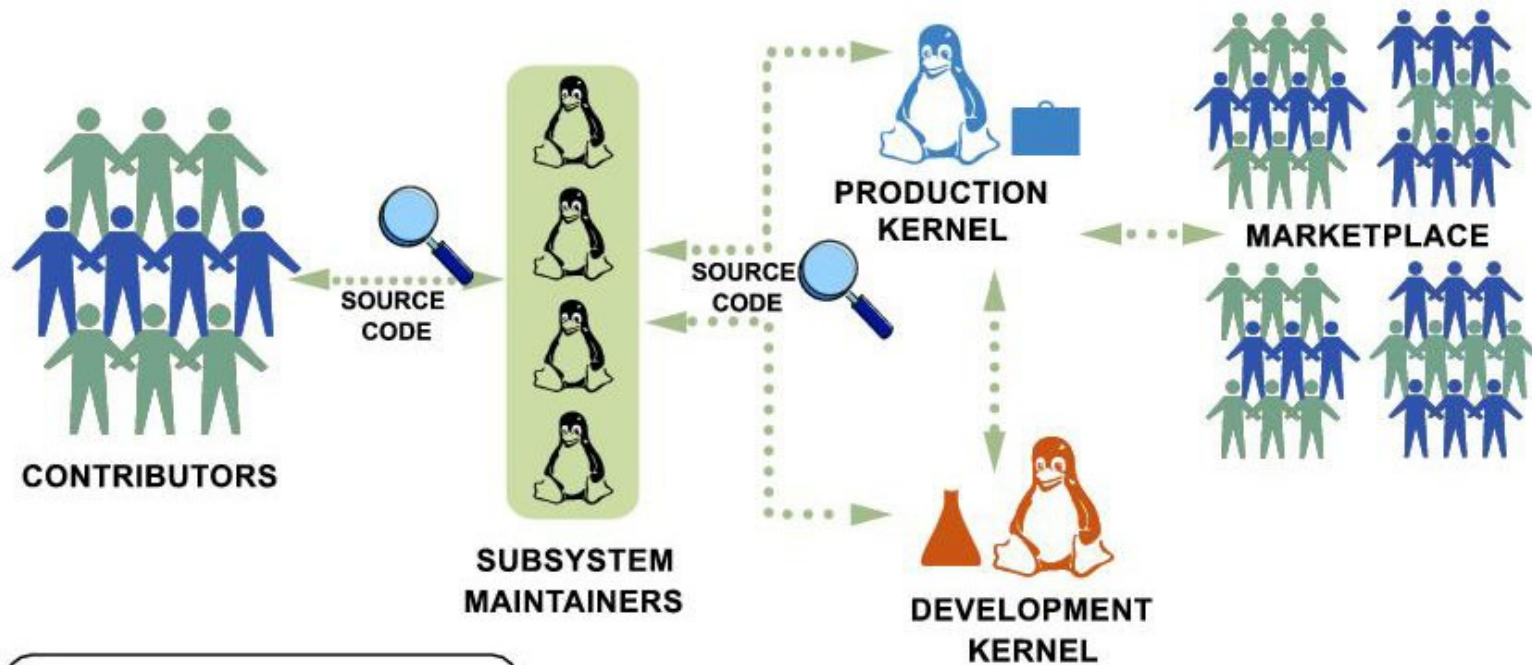 CONTRIBUTORS
SOURCE
CODE
SUBSYSTEM
MAINTAINERS
SOURCE
CODE
PRODUCTION
KERNEL
DEVELOPMENT
KERNEL
MARKETPLACE